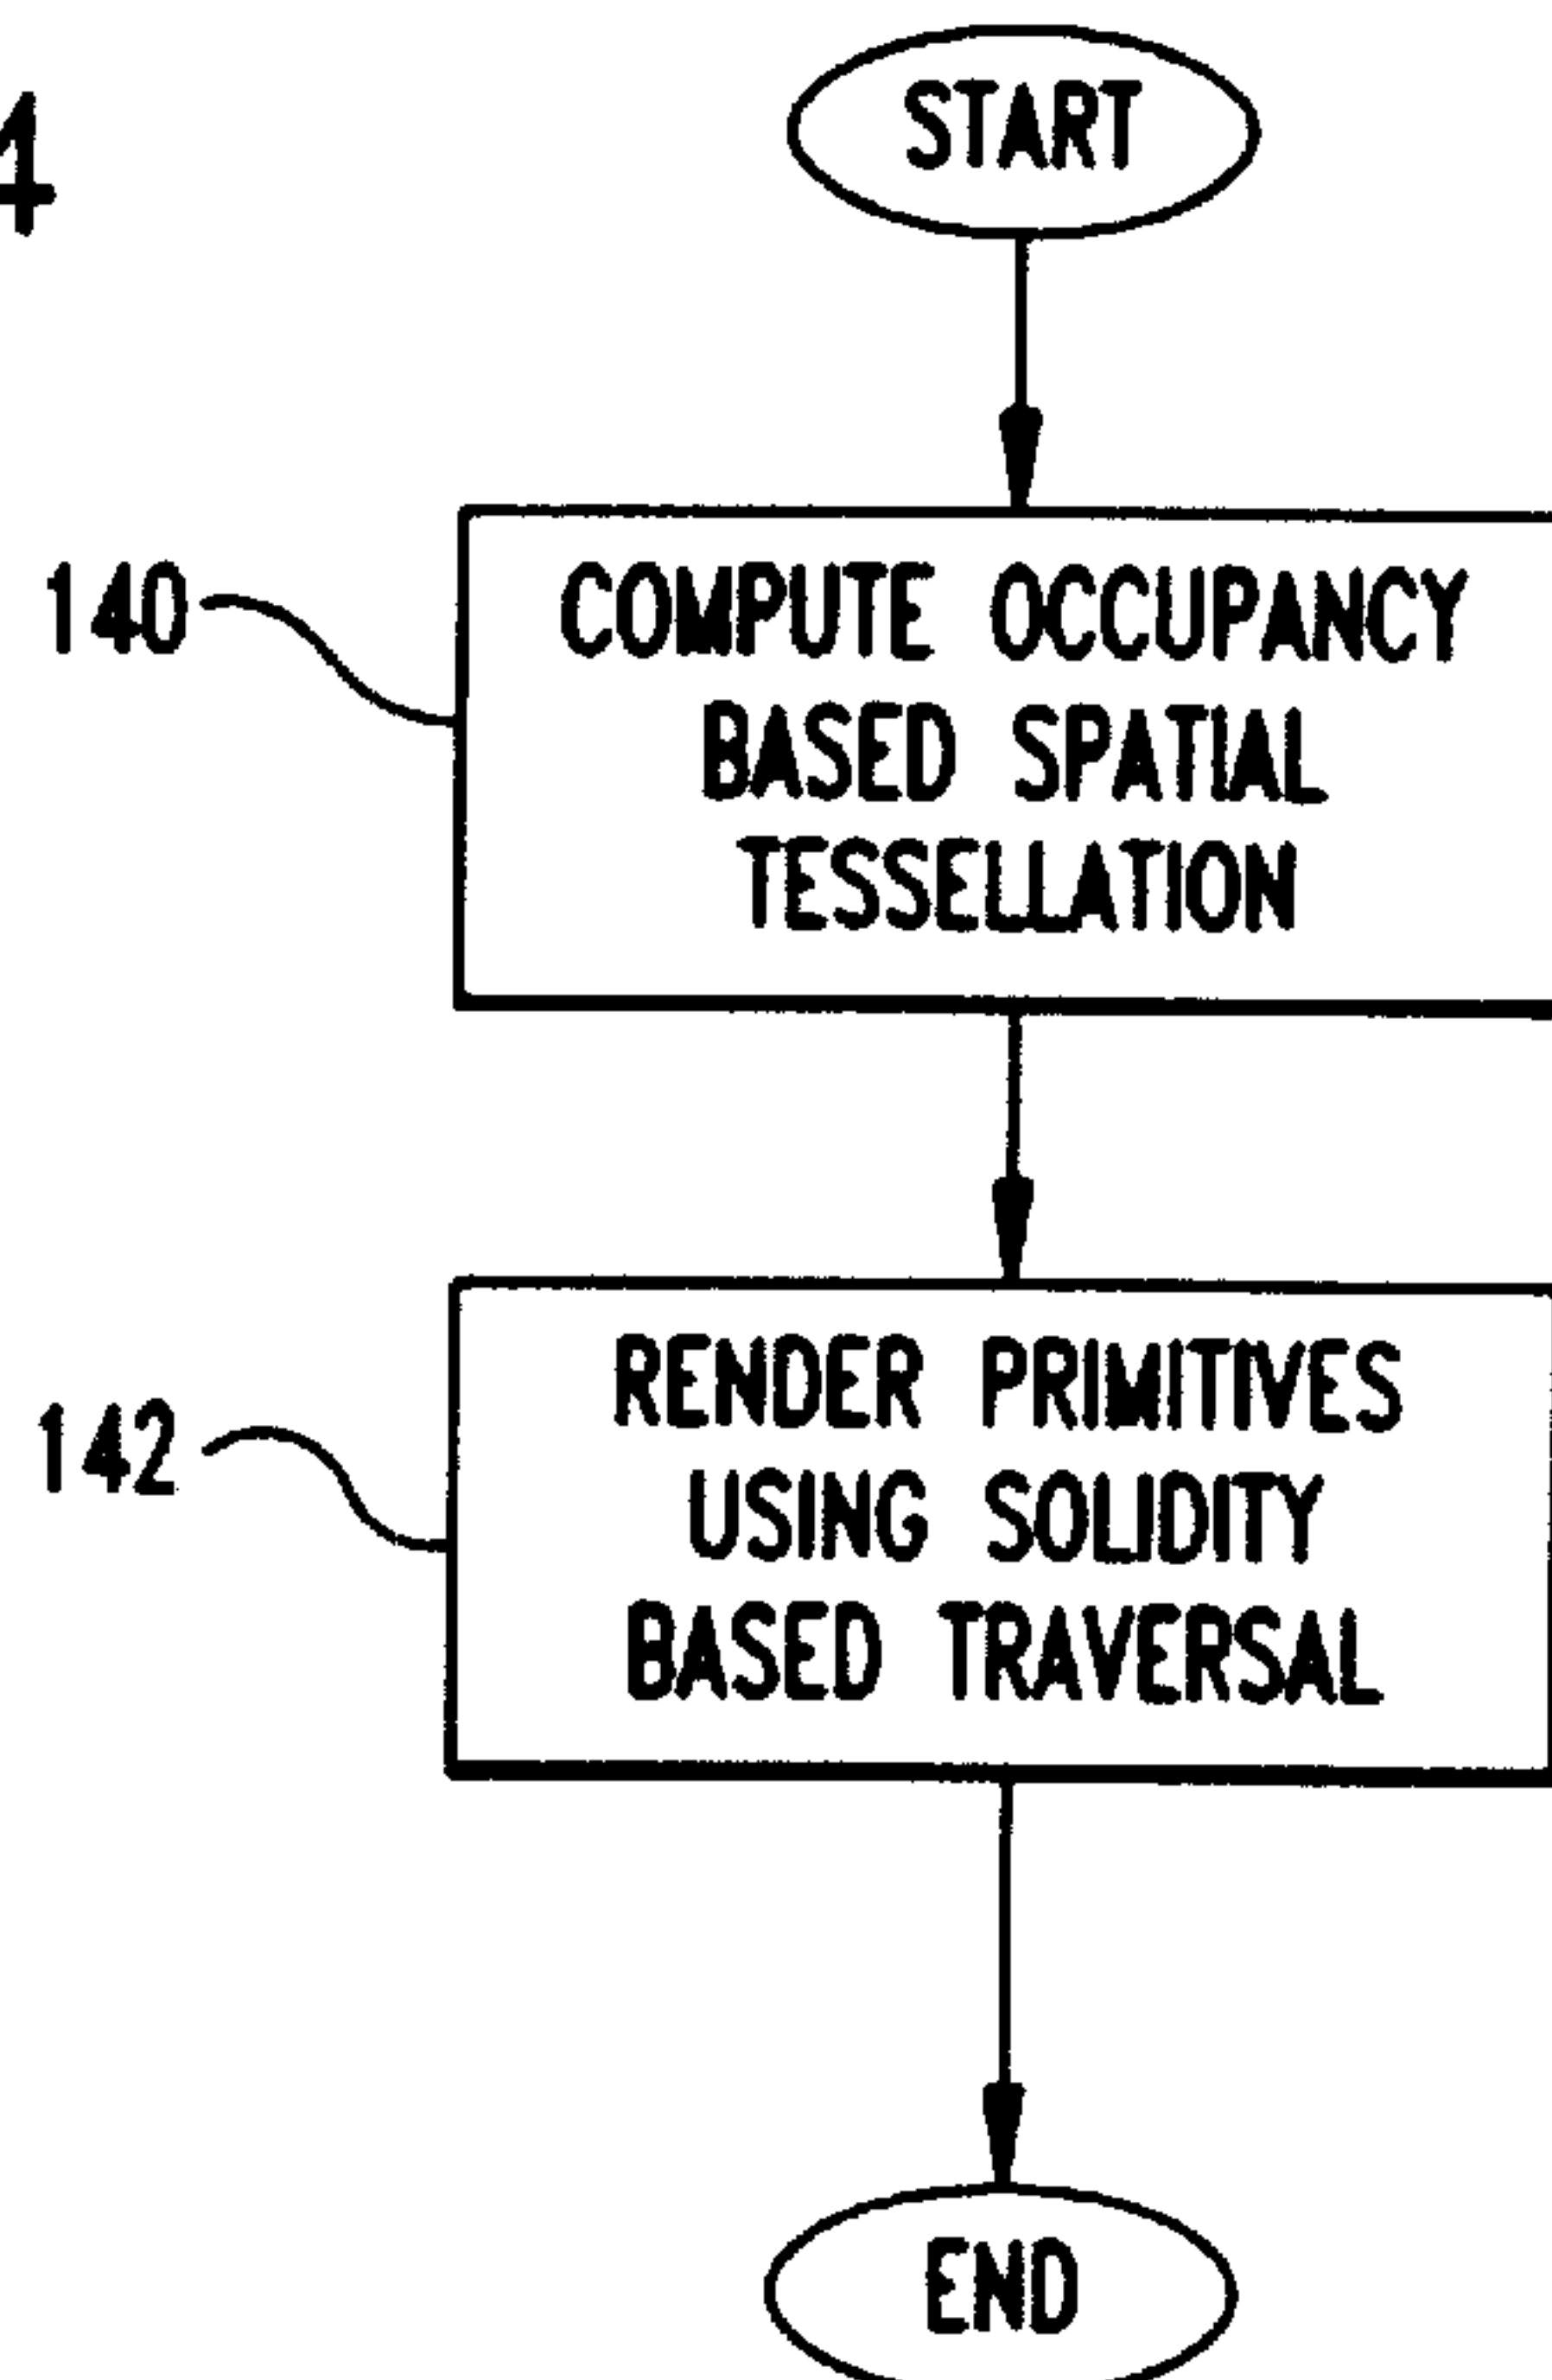 4
START
140
COMPUTE OCCUPANCY
BASED SPATIAL
TESSELLATION
142
RENDER PRIMITIVES
USING SOLIDITY
BASED TRAVERSAL
END